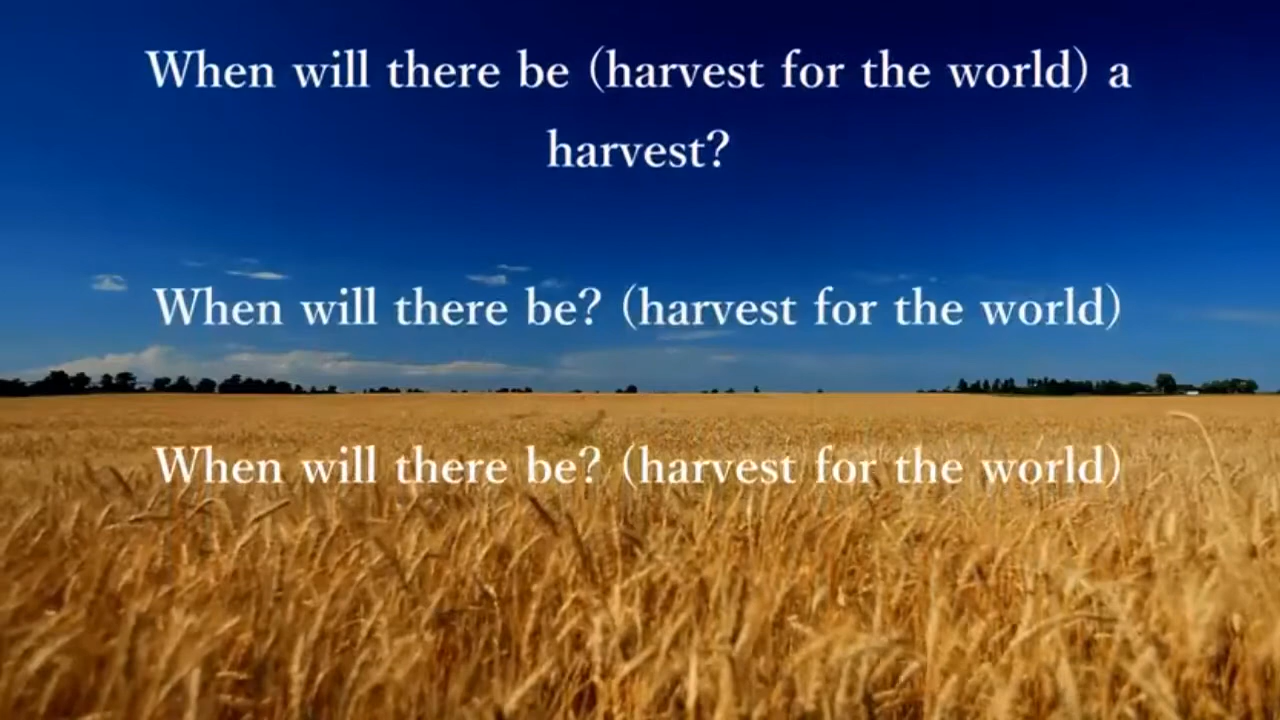 When will there be (harvest for the world) a
harvest?
When will there be? (harvest for the world)
When will there be? (harvest for the world)